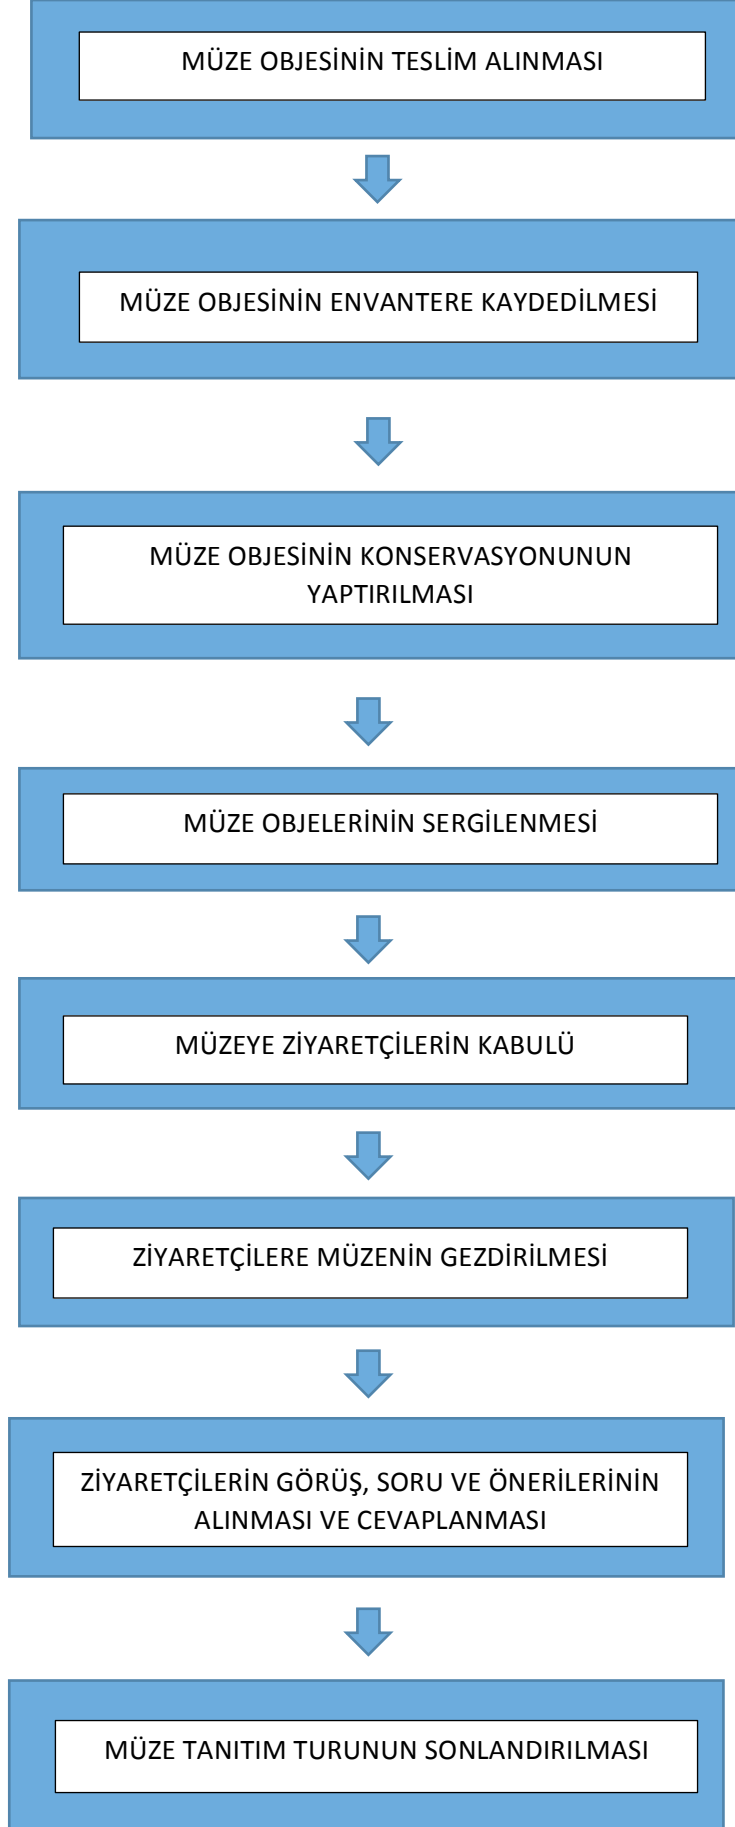 MÜZE OBJESİNİN TESLİM ALINMASI
MÜZE OBJESİNİN ENVANTERE KAYDEDİLMESİ
MÜZE OBJESİNİN KONSERVASYONUNUN
YAPTIRILMASI
MÜZE OBJELERİNİN SERGİLENMESİ
MÜZEYE ZİYARETÇİLERİN KABULÜ
ZİYARETÇİLERE MÜZENİN GEZDİRİLMESİ
ZİYARETÇİLERİN GÖRÜŞ, SORU VE ÖNERİLERİNİN
ALINMASI VE CEVAPLANMASI
MÜZE TANITIM TURUNUN SONLANDIRILMASI